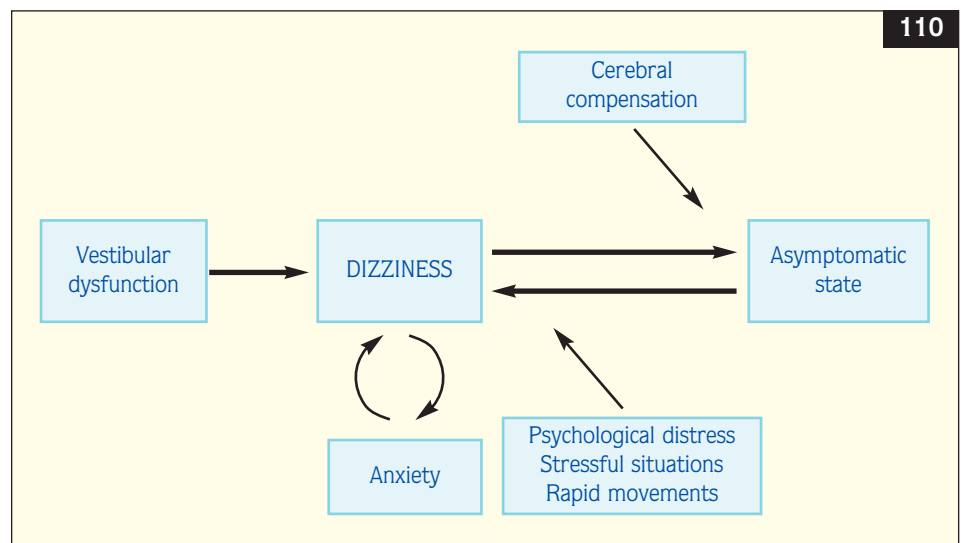 110
Cerebral
compensation
Vestibular
dysfunction
DIZZINESS
Asymptomatic
state
Anxiety
Psychological distress
Stressful situations
Rapid movements